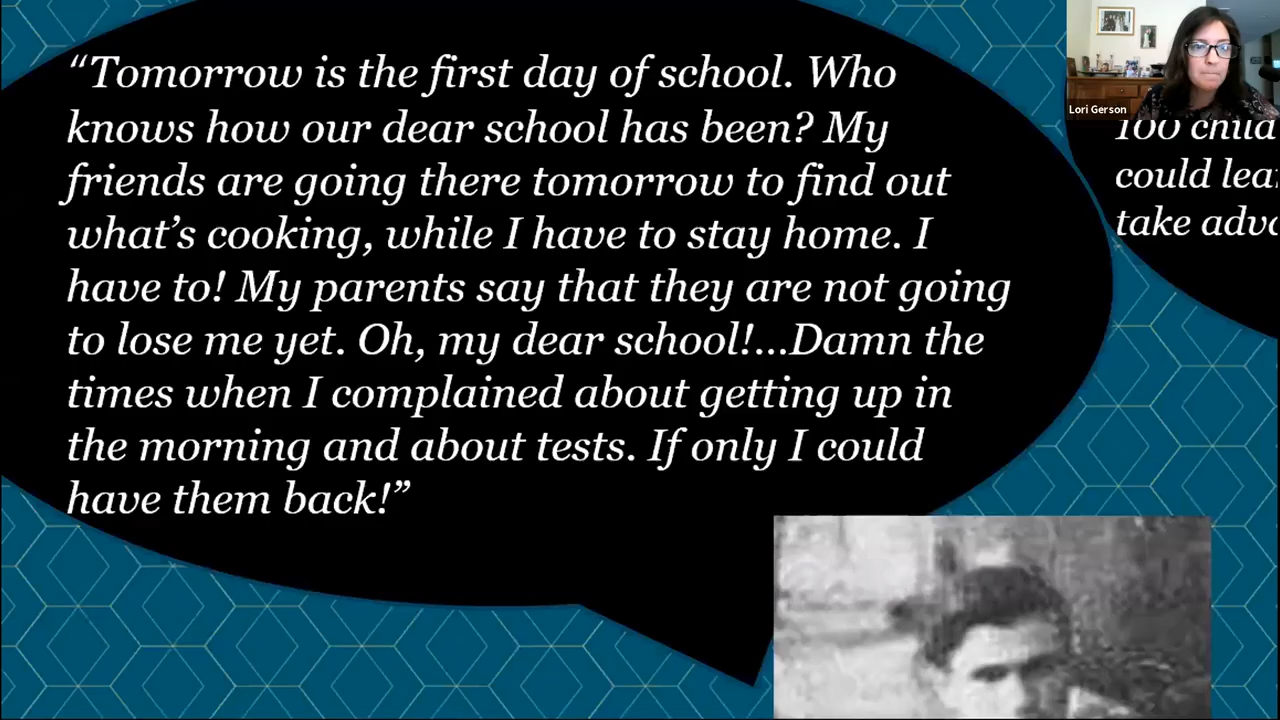 “Tomorrow is the first day of school. Who
knows how our dear school has been? My
friends are going there tomorrow to find out
what’s cooking, while I have to stay home. I
have to! My parents say that they are not going
to lose me yet. Oh, my dear school!...Damn the
times when I complained about getting up in
the morning and about tests. If only I could
have them back!”
Lori Gerson
100
could
take